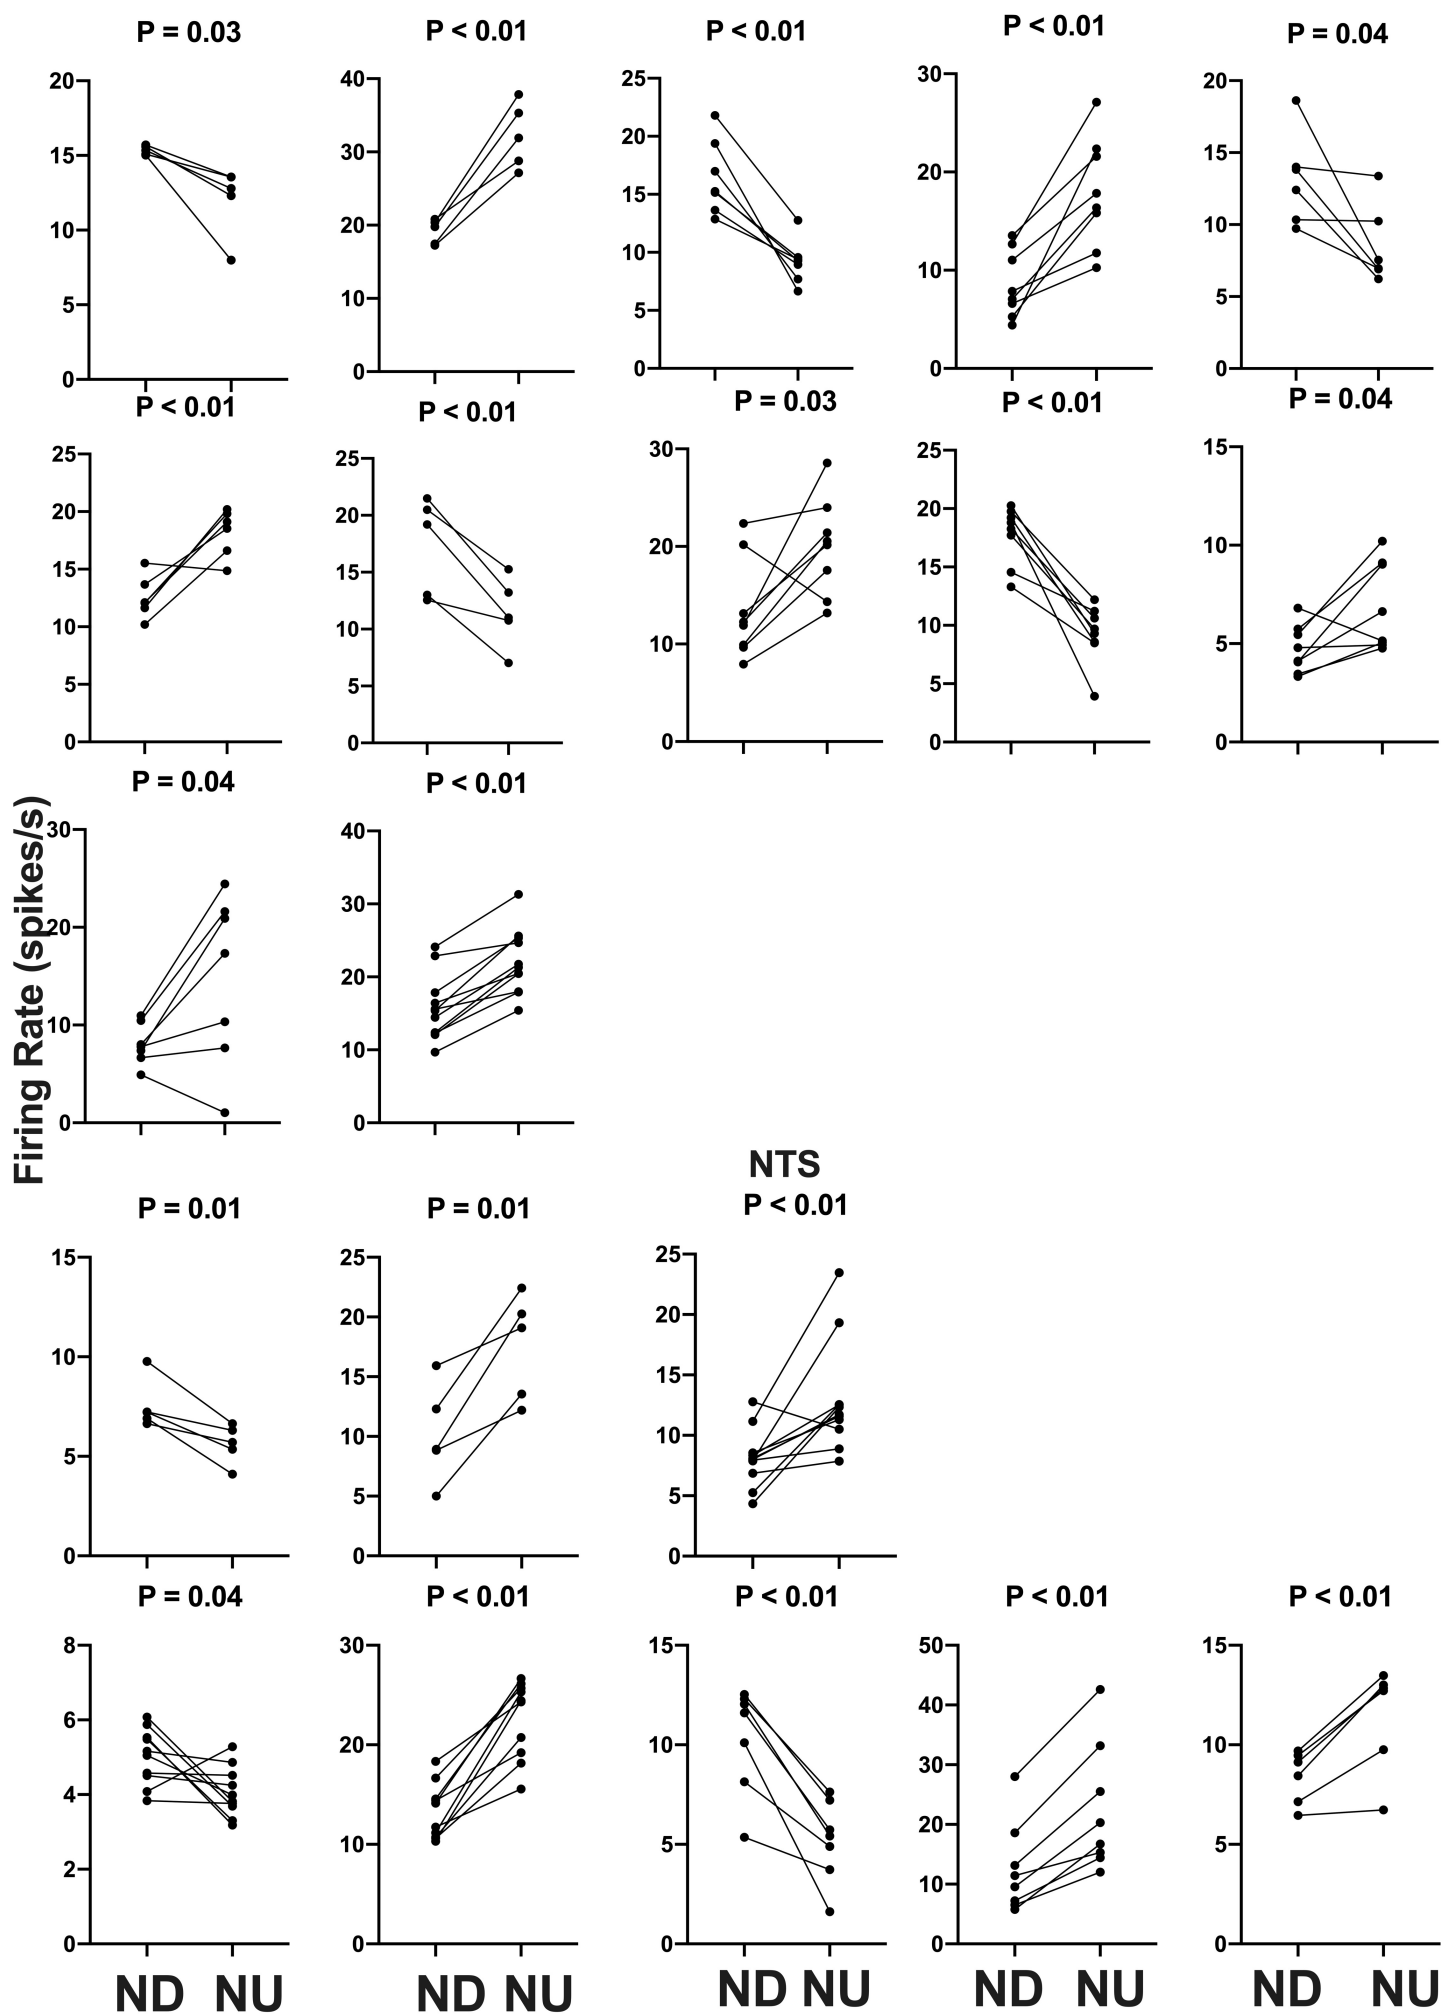 P = 0.03 P < 0.01 P < 0.01 P < 0.01 P = 0.04
20 40 25 30 20
15 30 20 20 15
10 20 15 10 10
5 10 10 0 5
0 0 5 0
0
P < 0.01 P < 0.01 P = 0.03 P < 0.01 P = 0.04
25 25 30 25 15
20 20 20 20 10
15 15 10 15 5
10 10 0 10 0
5 5 5
0 0 0
Firing Rate (spikes/s)
P = 0.04 P < 0.01
30 40
20 30
10 20
0 10
0
NTS
P = 0.01 P = 0.01 P < 0.01
15 25 25
10 20 20
5 15 15
0 10 10
5 5
0 0
P = 0.04 P < 0.01 P < 0.01 P < 0.01 P < 0.01
8 30 15 50 15
6 20 10 40 10
4 10 5 30 5
2 0 0 20 0
0 10
0
ND NU ND NU ND NU ND NU ND NU